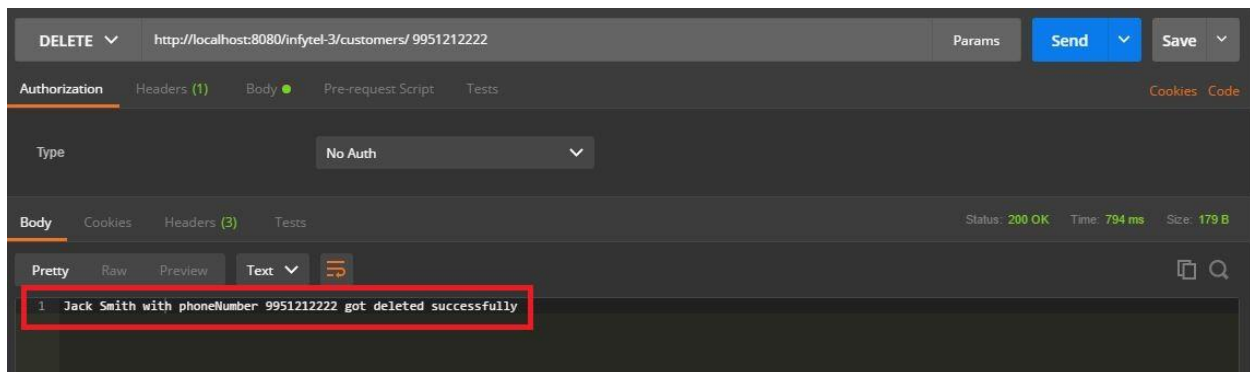 DELETE http://localhost:8080/infytel-3/customers/ 9951212222 Params Send Save
Authorization Headers (1) Body Pre-request Script Tests Cookies Code
Type No Auth
Body Cookies Headers (3) Tests Status: 200 OK Time: 794 ms Size: 179 B
Pretty Raw Preview Text
1 Jack Smith with phoneNumber 9951212222 got deleted successfully